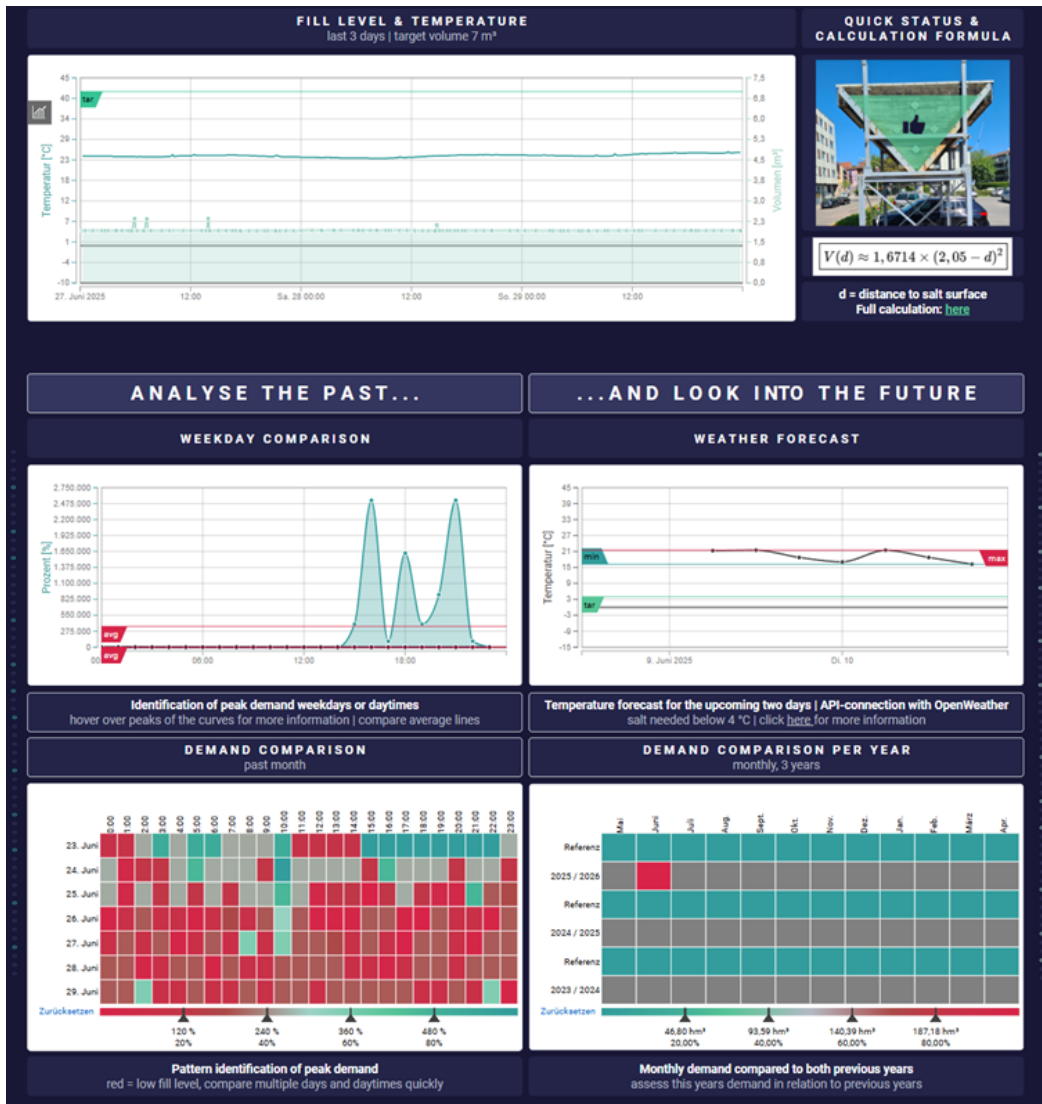 FILL LEVEL & TEMPERATURE
last 3 days | target volume 7 m³
QUICK STATUS &
CALCULATION FORMULA
45
40
34
29
23
18
12
7
1
-4
-10
Temperatur [°C]
tar
7,5
6,8
6,0
5,3
4,5
3,8
3,0
2,3
1,5
0,8
0,0
Volumen [m³]
27. Juni 2025
12:00
Sa. 28 00:00
12:00
So. 29 00:00
12:00
V(d) ≈ 1,6714 × (2,05 − d)²
d = distance to salt surface
Full calculation: here
ANALYSE THE PAST...
...AND LOOK INTO THE FUTURE
WEEKDAY COMPARISON
WEATHER FORECAST
2.750.000
2.475.000
2.200.000
1.925.000
1.650.000
1.375.000
1.100.000
825.000
550.000
275.000
0
Prozent [%]
avg
avg
06:00
12:00
18:00
45
39
33
27
21
15
9
3
-3
-9
-15
Temperatur [°C]
min
max
tar
9. Juni 2025
Di. 10
Identification of peak demand weekdays or daytimes
hover over peaks of the curves for more information | compare average lines
Temperature forecast for the upcoming two days | API-connection with OpenWeather
salt needed below 4 °C | click here for more information
DEMAND COMPARISON
past month
DEMAND COMPARISON PER YEAR
monthly, 3 years
0:00 1:00 2:00 3:00 4:00 5:00 6:00 7:00 8:00 9:00 10:00 11:00 12:00 13:00 14:00 15:00 16:00 17:00 18:00 19:00 20:00 21:00 22:00 23:00
23. Juni
24. Juni
25. Juni
26. Juni
27. Juni
28. Juni
29. Juni
Zurücksetzen
120 % 240 % 360 % 480 %
20% 40% 60% 80%
Mai Juni Juli Aug. Sept. Okt. Nov. Dez. Jan. Feb. März Apr.
Referenz
2025 / 2026
Referenz
2024 / 2025
Referenz
2023 / 2024
Zurücksetzen
46,80 hm³ 93,59 hm³ 140,39 hm³ 187,18 hm³
20,00% 40,00% 60,00% 80,00%
Pattern identification of peak demand
red = low fill level, compare multiple days and daytimes quickly
Monthly demand compared to both previous years
assess this years demand in relation to previous years